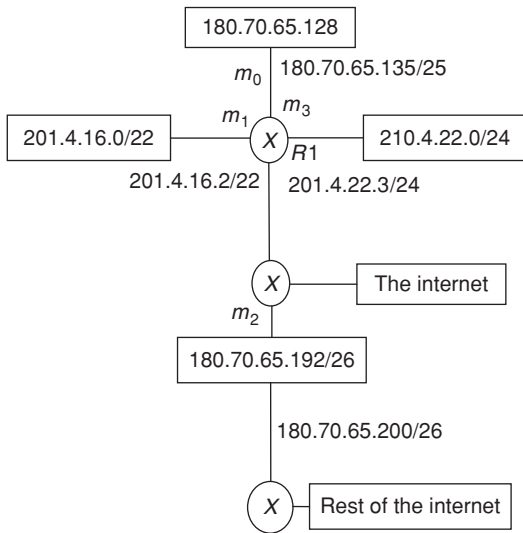 180.70.65.128
m0
180.70.65.135/25
m1
m3
201.4.16.0/22
X
210.4.22.0/24
R1
201.4.16.2/22
201.4.22.3/24
X
The internet
m2
180.70.65.192/26
180.70.65.200/26
X
Rest of the internet